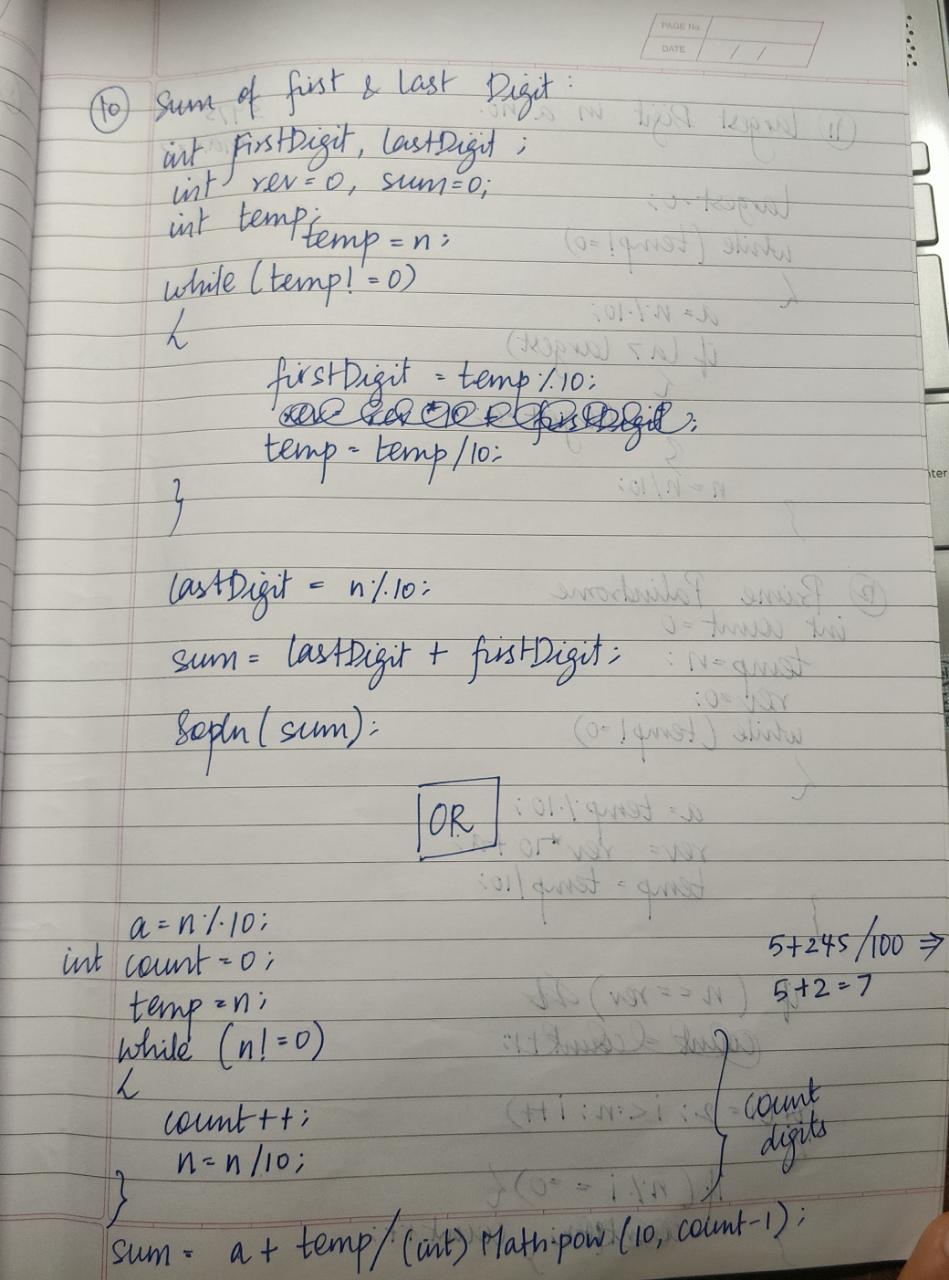 PAGE No.
DATE / /
10 Sum of first & Last Digit :
int FirstDigit, LastDigit ;
int rev = 0, sum=0;
int temp;
temp = n;
while (temp! = 0)
{
firstDigit = temp % 10;
temp = temp / 10;
}
LastDigit = n % 10;
sum = LastDigit + firstDigit;
Sopln ( sum );
OR
a = n % 10;
int count = 0;
temp = n;
5+245/100 ⇒
5+2=7
while (n! = 0)
{
count ++;
n = n / 10;
}
count
digits
sum = a + temp / (int) Math.pow (10, count-1);
nter